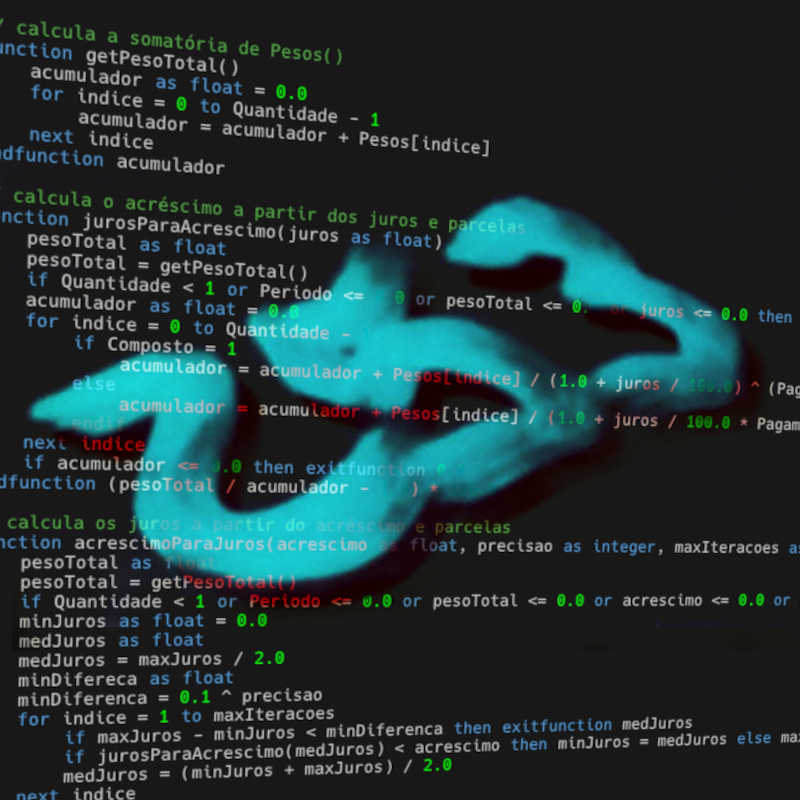 / calcula a somatória de Pesos()
unction getPesoTotal()
acumulador as float = 0.0
for indice = 0 to Quantidade - 1
acumulador = acumulador + Pesos[indice]
next indice
ndfunction acumulador
/ calcula o acréscimo a partir dos juros e parcelas
nction jurosParaAcrescimo(juros as float)
pesoTotal as float
pesoTotal = getPesoTotal()
if Quantidade < 1 or Periodo <= 0 or pesoTotal <= 0. or juros <= 0.0 then
acumulador as float = 0.0
for indice = 0 to Quantidade -
if Composto = 1
acumulador = acumulador + Pesos[indice] / (1.0 + juros / 100.0) ^ (Pag
else
acumulador = acumulador + Pesos[indice] / (1.0 + juros / 100.0 * Pagam
endif
next indice
if acumulador <= 0.0 then exitfunction 0
dfunction (pesoTotal / acumulador - ) *
calcula os juros a partir do acréscimo e parcelas
nction acrescimoParaJuros(acrescimo as float, precisao as integer, maxIteracoes as
pesoTotal as float
pesoTotal = getPesoTotal()
if Quantidade < 1 or Periodo <= 0.0 or pesoTotal <= 0.0 or acrescimo <= 0.0 or
minJuros as float = 0.0
medJuros as float
medJuros = maxJuros / 2.0
minDifereca as float
minDiferenca = 0.1 ^ precisao
for indice = 1 to maxIteracoes
if maxJuros - minJuros < minDiferenca then exitfunction medJuros
if jurosParaAcrescimo(medJuros) < acrescimo then minJuros = medJuros else max
medJuros = (minJuros + maxJuros) / 2.0
next indice